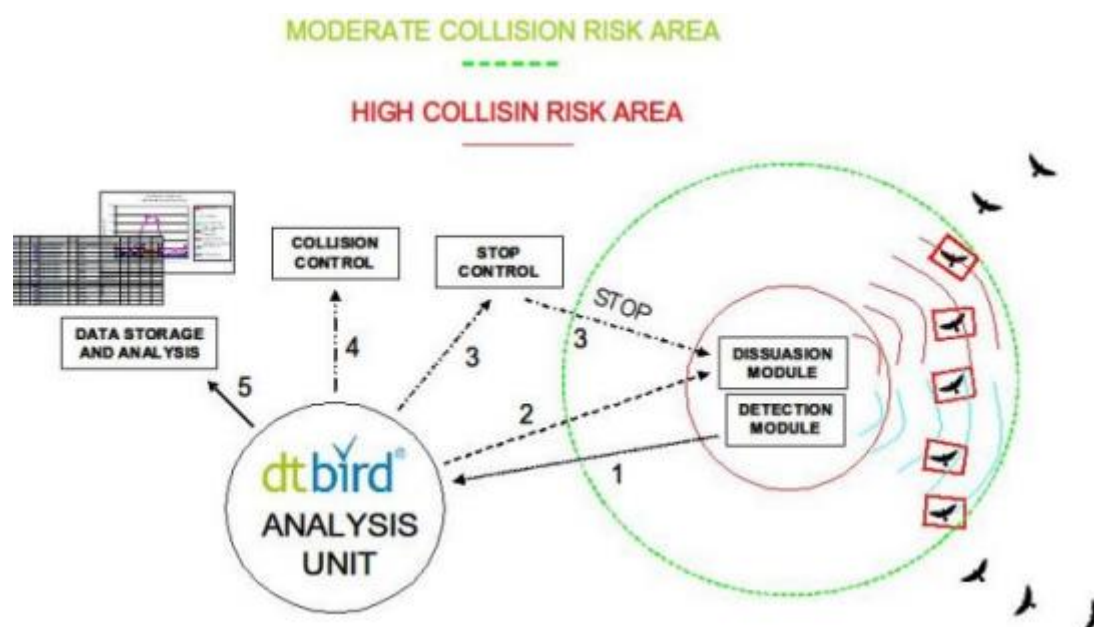 MODERATE COLLISION RISK AREA
HIGH COLLISIN RISK AREA
COLLISION
CONTROL
STOP
CONTROL
STOP
DATA STORAGE
AND ANALYSIS
4
3
3
DISSUASION
MODULE
5
2
DETECTION
MODULE
1
dtbird®
ANALYSIS
UNIT